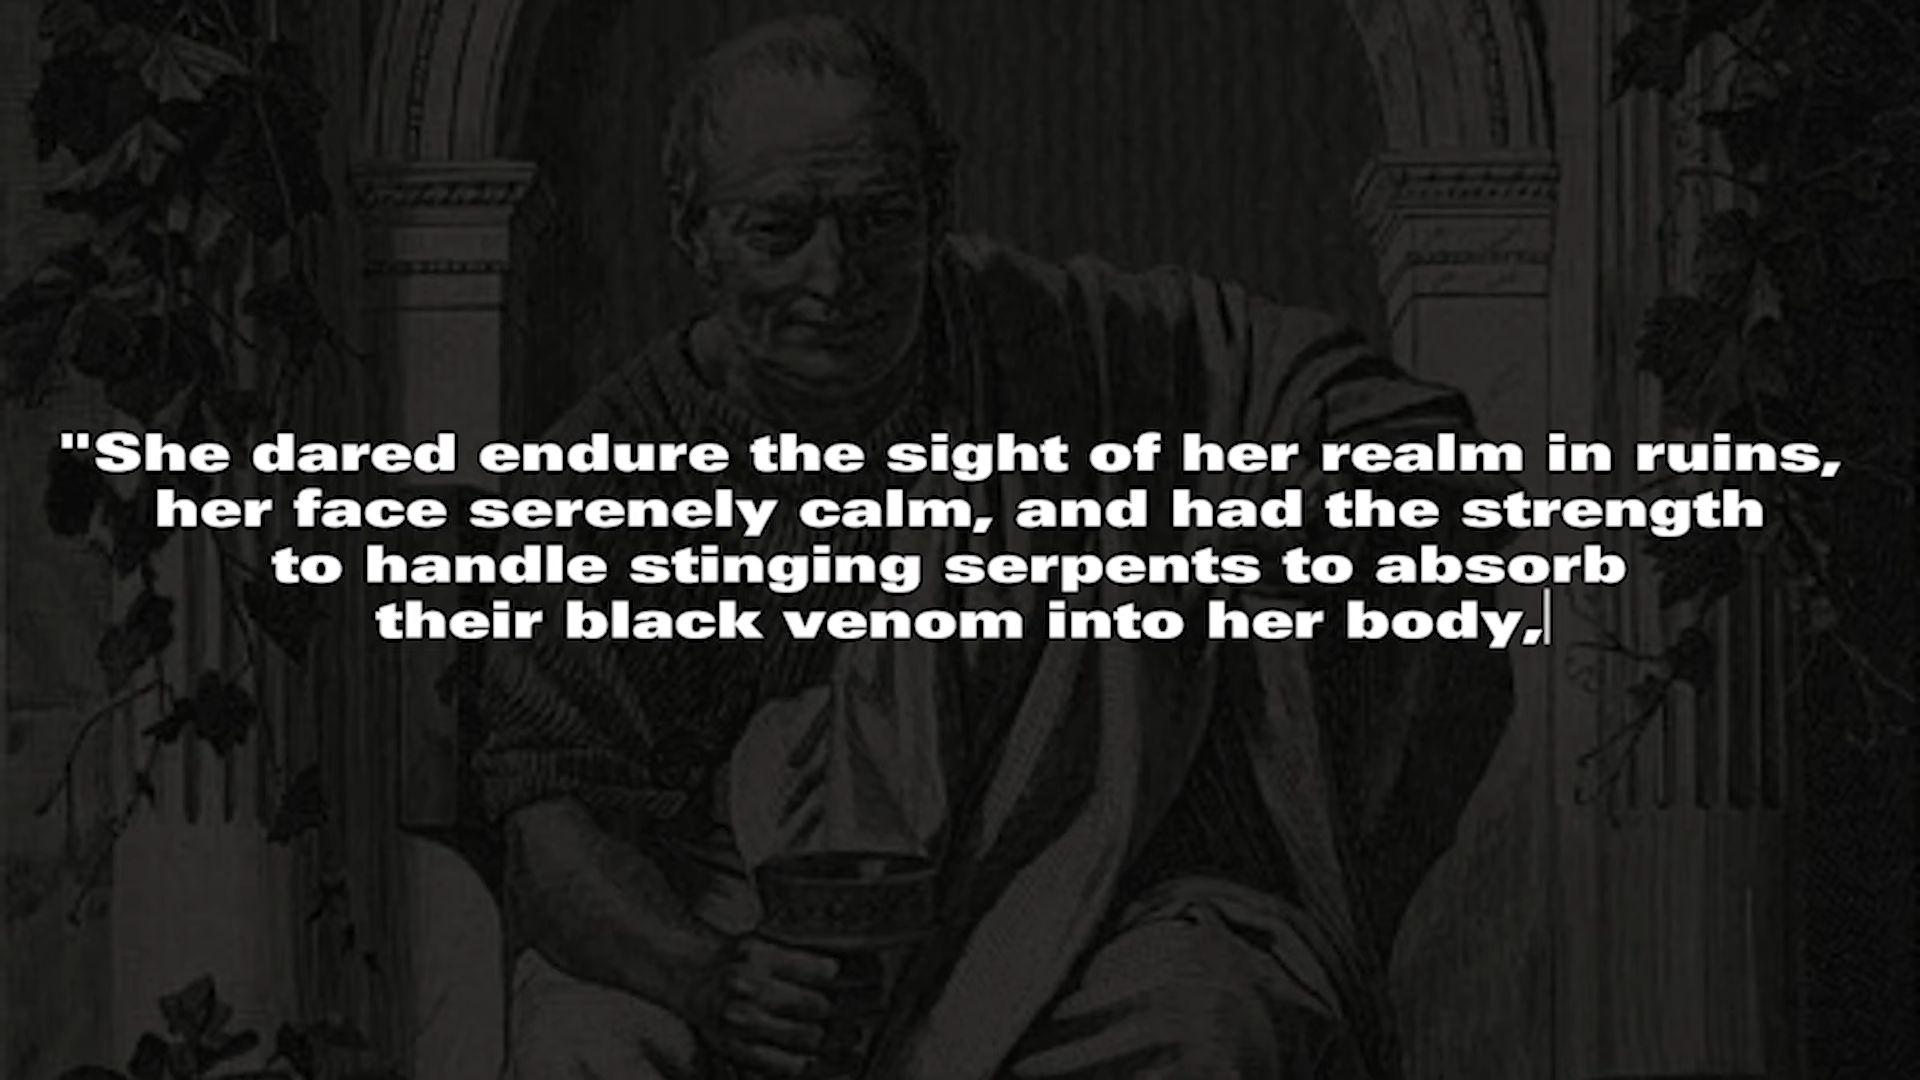 "She dared endure the sight of her realm in ruins,
her face serenely calm, and had the strength
to handle stinging serpents to absorb
their black venom into her body,